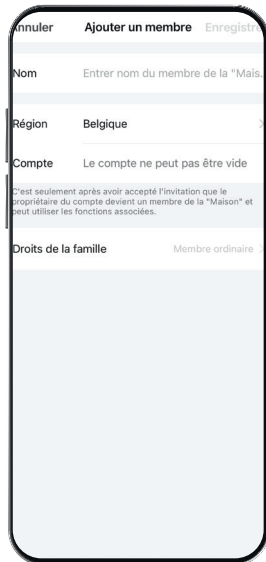 Annuler Ajouter un membre Enregistre
Nom Entrer nom du membre de la "Mais.
Région Belgique
Compte Le compte ne peut pas être vide
C'est seulement après avoir accepté l'invitation que le
propriétaire du compte devient un membre de la "Maison" et
peut utiliser les fonctions associées.
Droits de la famille Membre ordinaire